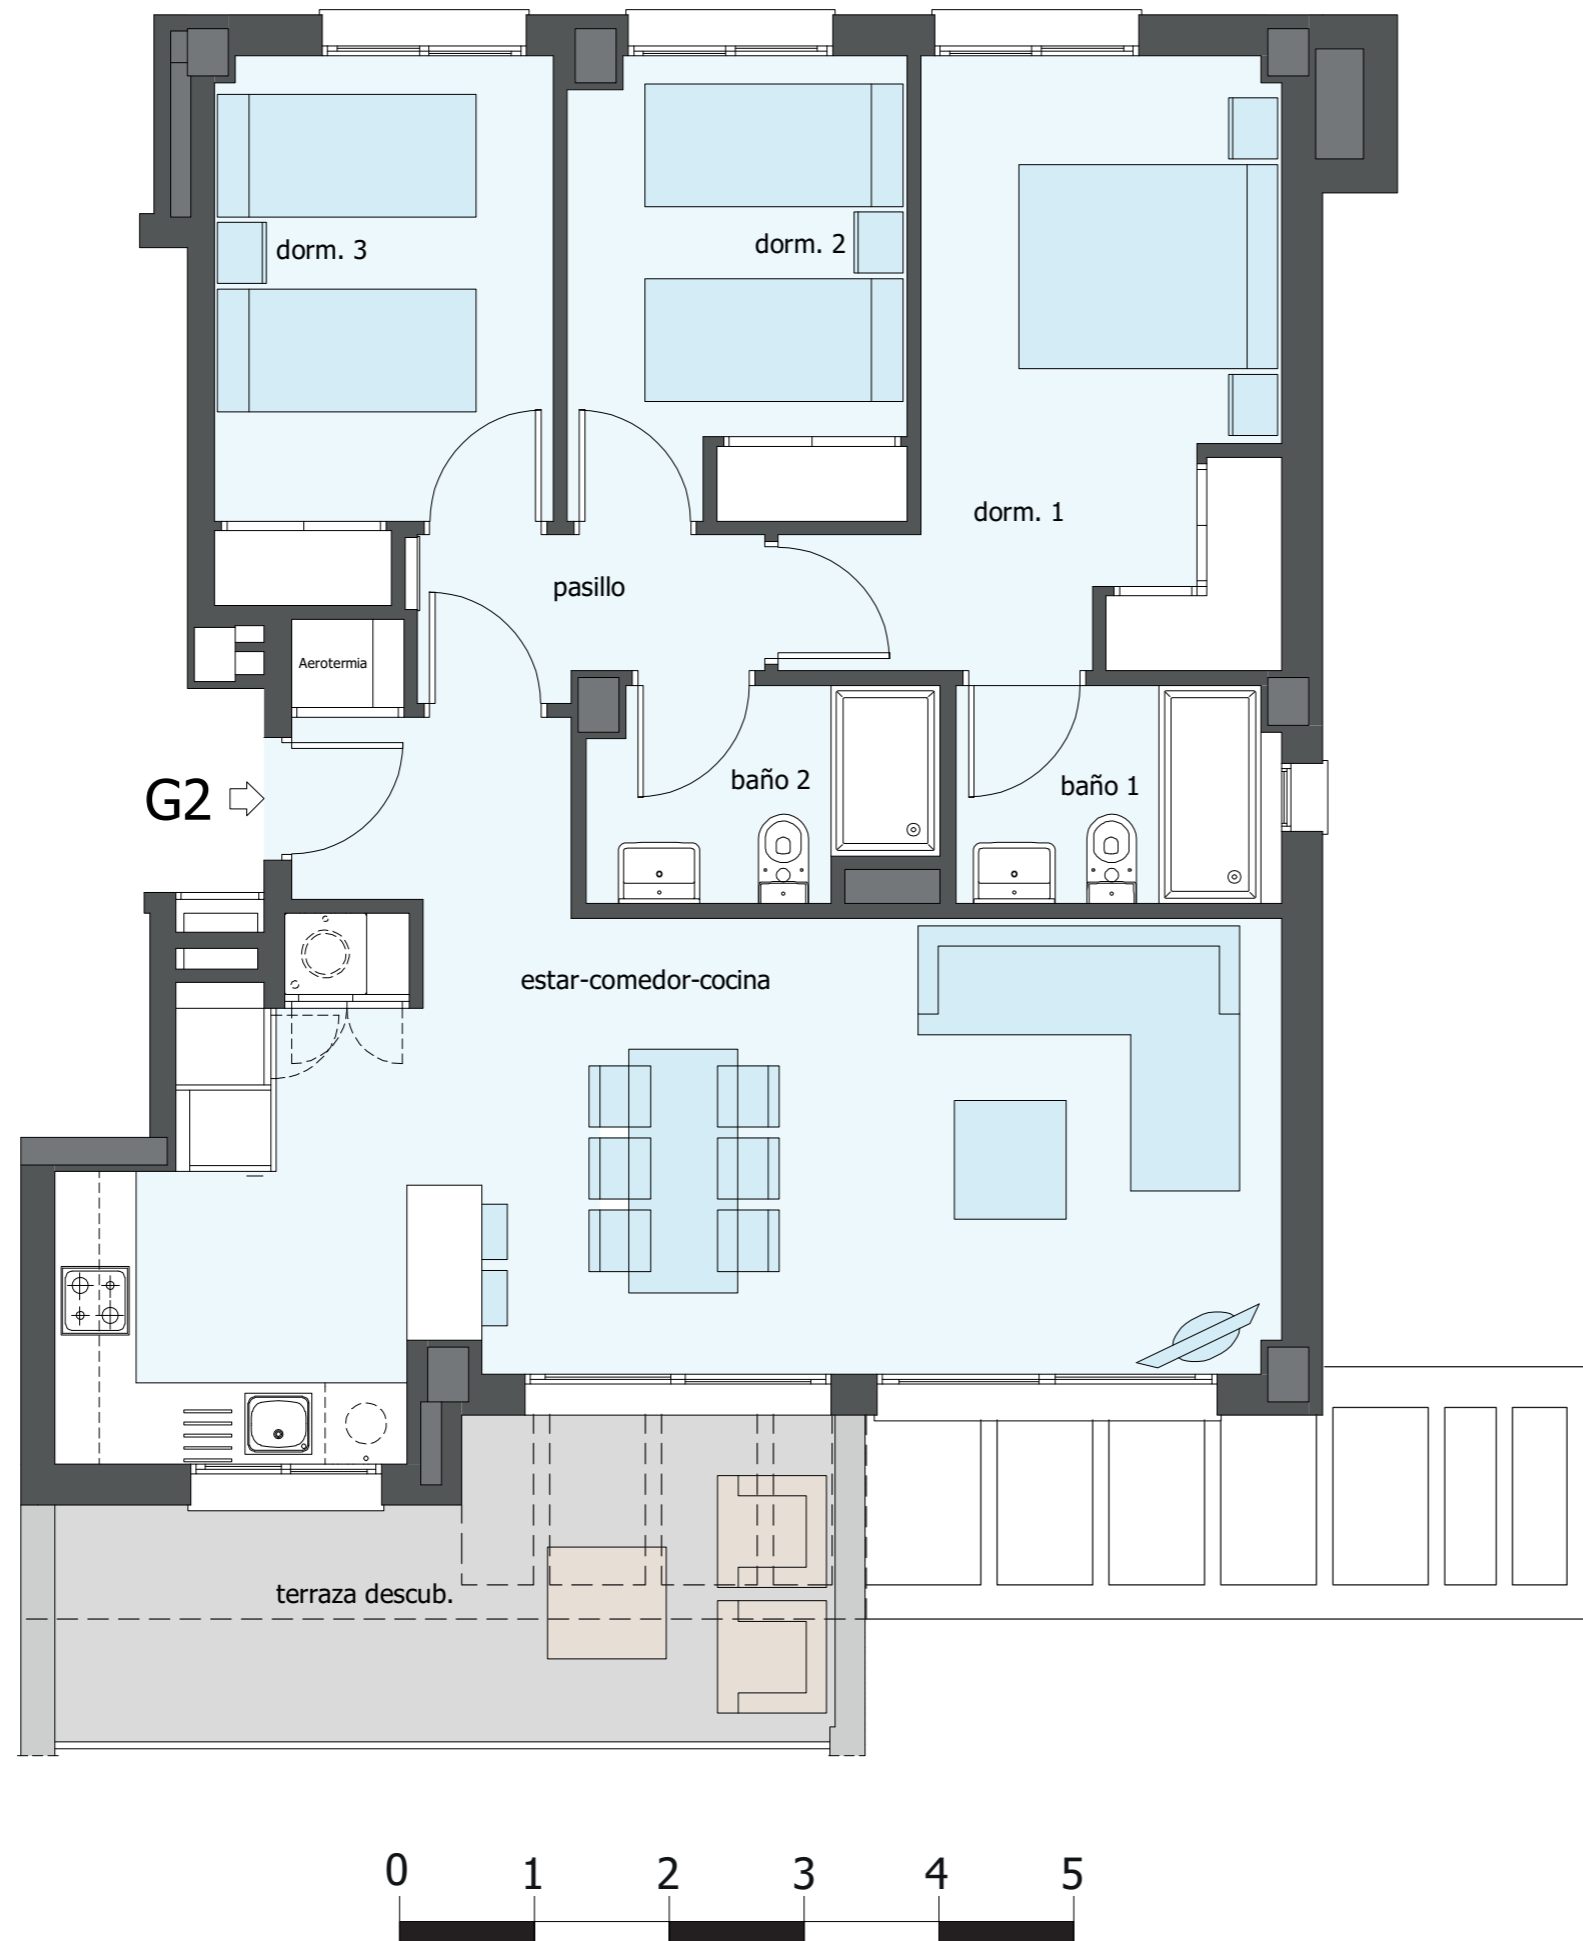 dorm. 3
dorm. 2
dorm. 1
pasillo
Aerotermia
G2
baño 2
baño 1
estar-comedor-cocina
terraza descub.
0 1 2 3 4 5